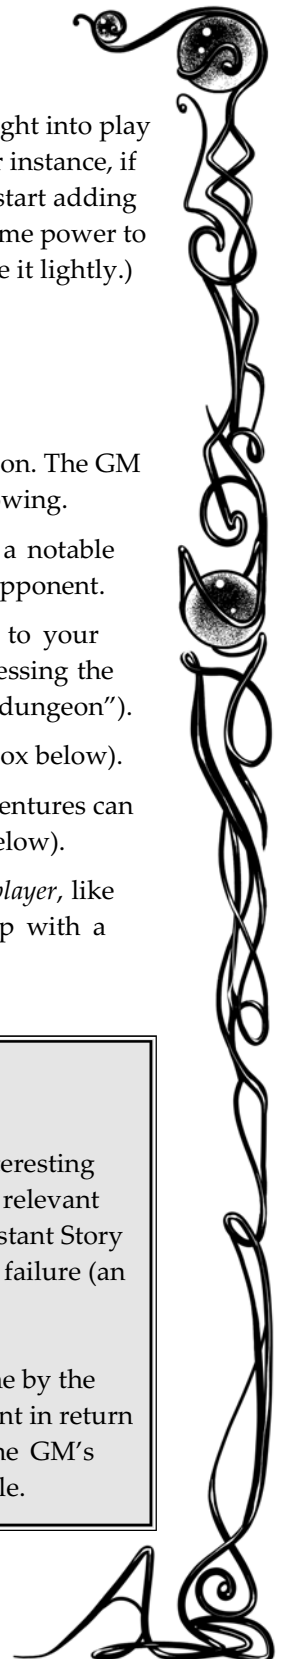 ght into play
r instance, if
start adding
me power to
e it lightly.)
on. The GM
owing.
a notable
pponent.
to your
essing the
dungeon”).
ox below).
entures can
elow).
player, like
p with a
eresting
relevant
stant Story
failure (an
ne by the
nt in return
he GM’s
le.